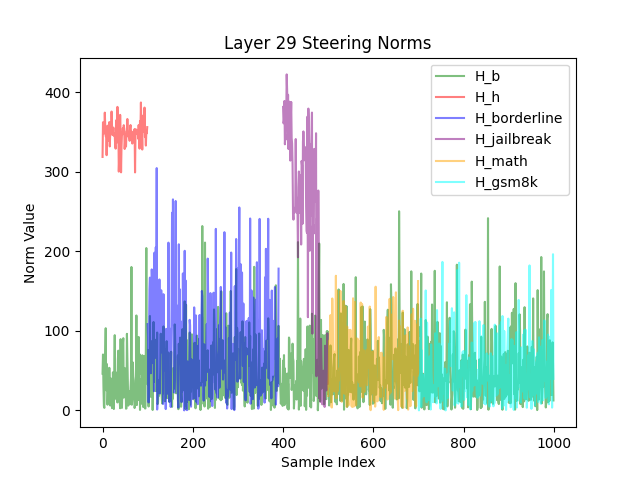 Layer 29 Steering Norms
H_b
H_h
H_borderline
H_jailbreak
H_math
H_gsm8k
Norm Value
400
300
200
100
0
0
200
400
600
800
1000
Sample Index